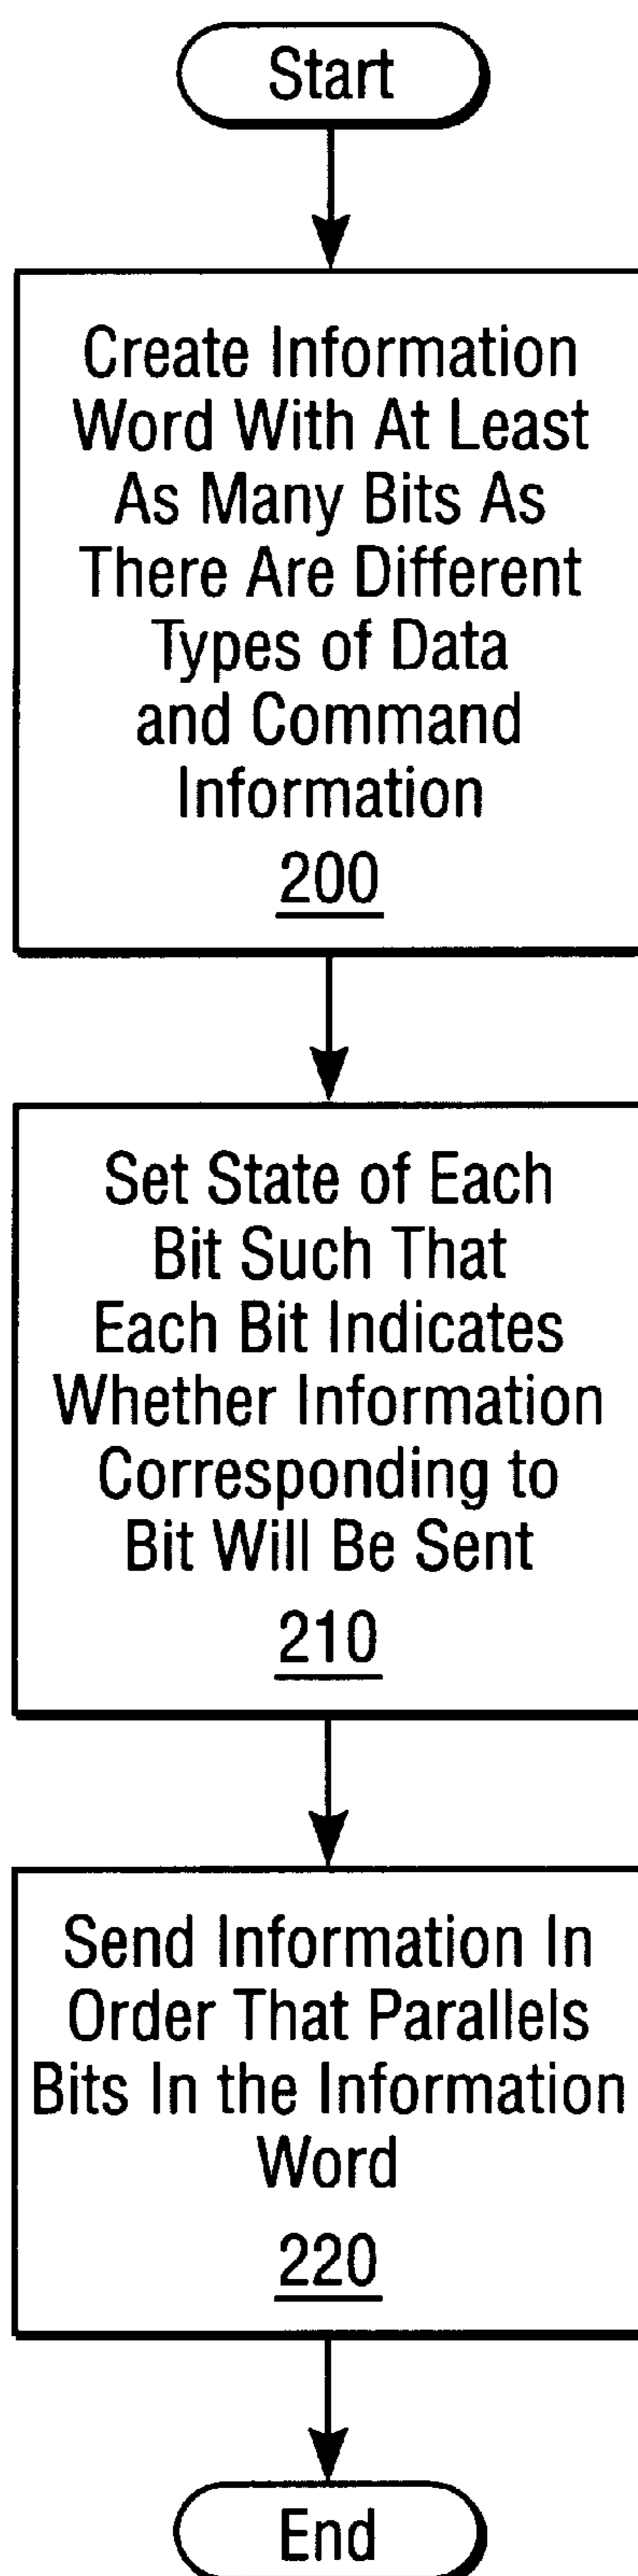 Start
Create Information
Word With At Least
As Many Bits As
There Are Different
Types of Data
and Command
Information
200
Set State of Each
Bit Such That
Each Bit Indicates
Whether Information
Corresponding to
Bit Will Be Sent
210
Send Information In
Order That Parallels
Bits In the Information
Word
220
End